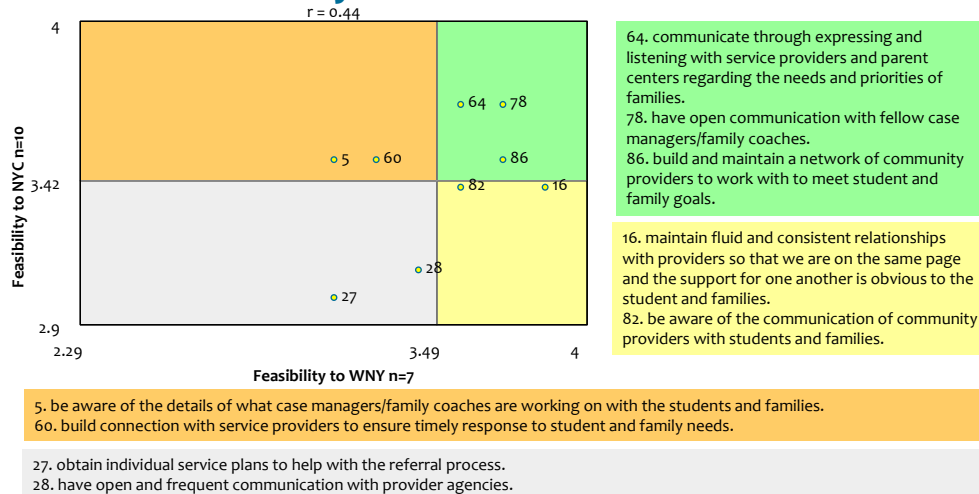 r = 0.44
4
3.42
2.9
Feasibility to NYC n=10
64
78
5
60
86
82
16
28
27
2.29
3.49
4
Feasibility to WNY n=7
64. communicate through expressing and
listening with service providers and parent
centers regarding the needs and priorities of
families.
78. have open communication with fellow case
managers/family coaches.
86. build and maintain a network of community
providers to work with to meet student and
family goals.
16. maintain fluid and consistent relationships
with providers so that we are on the same page
and the support for one another is obvious to the
student and families.
82. be aware of the communication of community
providers with students and families.
5. be aware of the details of what case managers/family coaches are working on with the students and families.
60. build connection with service providers to ensure timely response to student and family needs.
27. obtain individual service plans to help with the referral process.
28. have open and frequent communication with provider agencies.